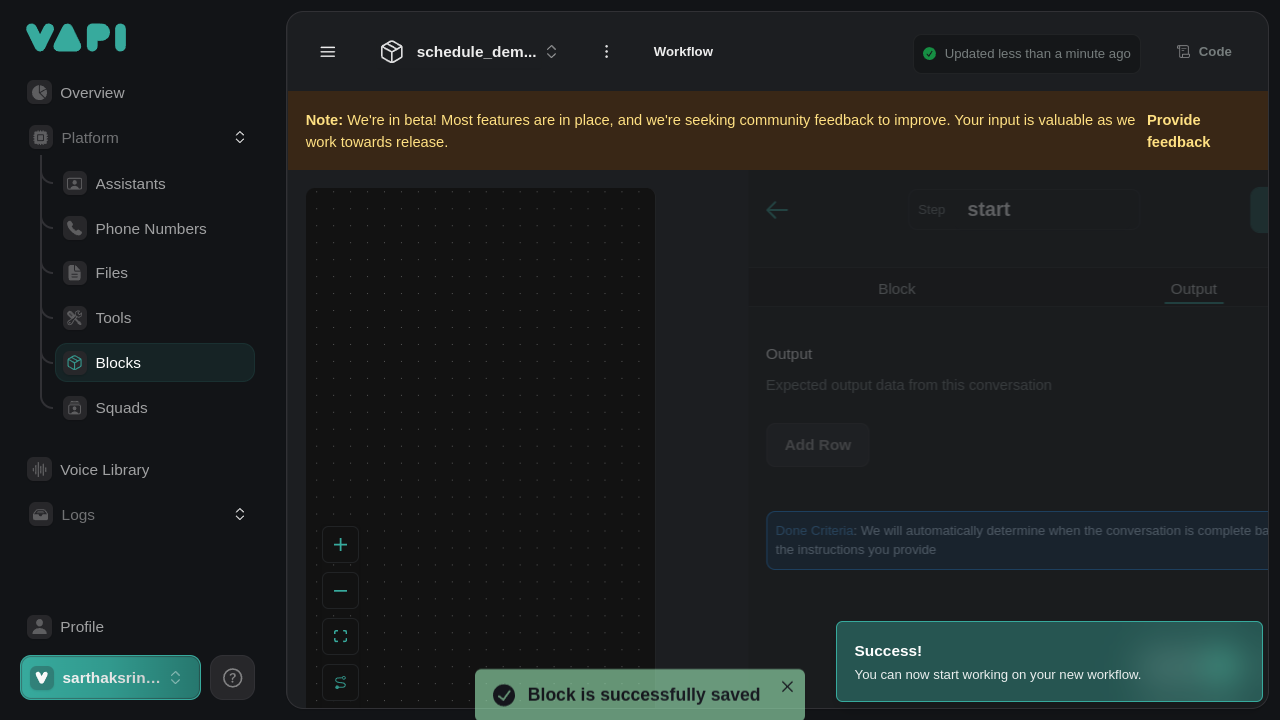 VAPI
Overview
Platform
Assistants
Phone Numbers
Files
Tools
Blocks
Squads
Voice Library
Logs
Profile
sarthaksrin...
schedule_dem...
Workflow
Updated less than a minute ago
Code
Note: We're in beta! Most features are in place, and we're seeking community feedback to improve. Your input is valuable as we
work towards release.
Provide
feedback
Step
start
Block
Output
Output
Expected output data from this conversation
Add Row
Done Criteria: We will automatically determine when the conversation is complete ba
the instructions you provide
Success!
You can now start working on your new workflow.
Block is successfully saved